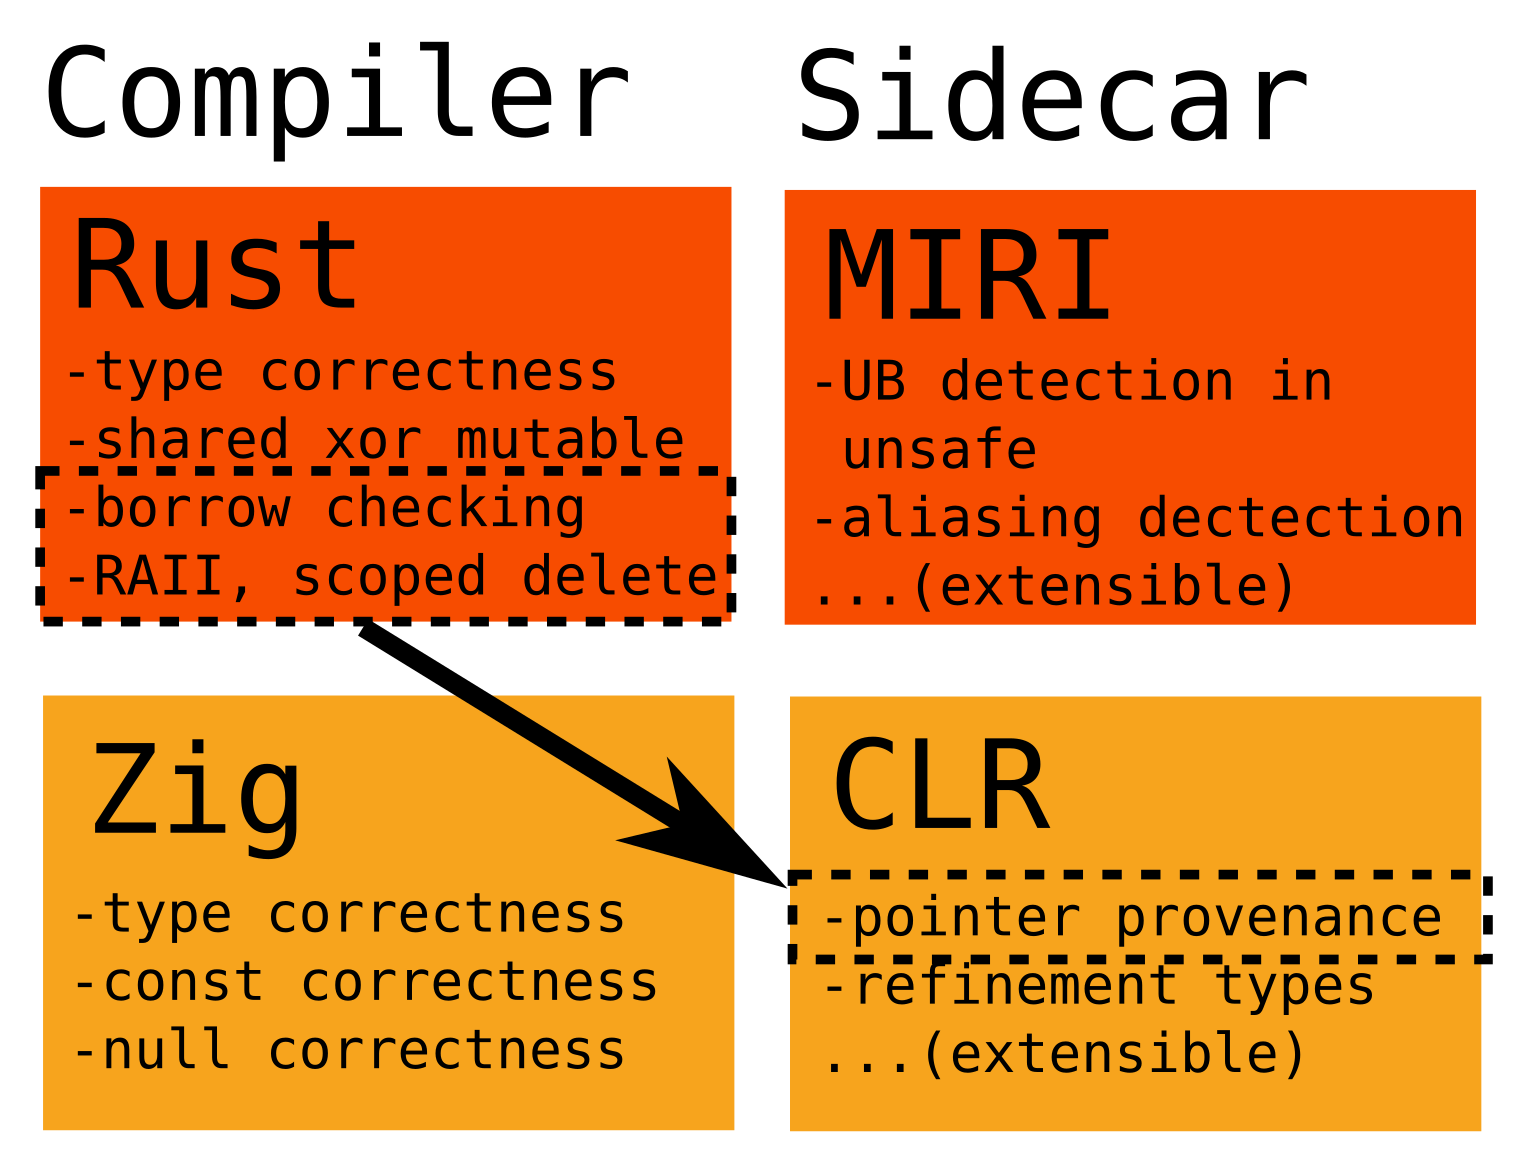 Compiler
Sidecar
Rust
-type correctness
-shared xor mutable
-borrow checking
-RAII, scoped delete
MIRI
-UB detection in
unsafe
-aliasing dectection
...(extensible)
Zig
-type correctness
-const correctness
-null correctness
CLR
-pointer provenance
-refinement types
...(extensible)